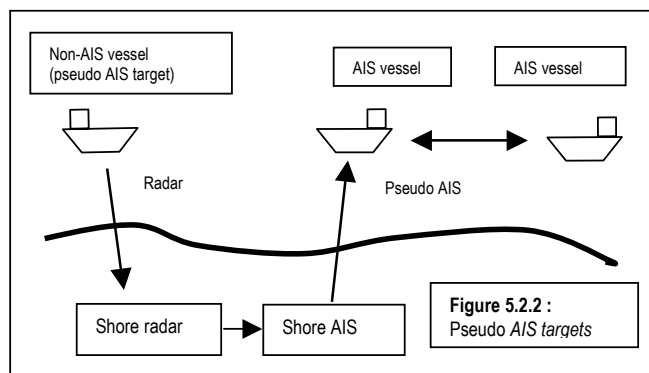 Non-AIS vessel
(pseudo AIS target)
AIS vessel
AIS vessel
Radar
Pseudo AIS
Shore radar
Shore AIS
Figure 5.2.2 :
Pseudo AIS targets